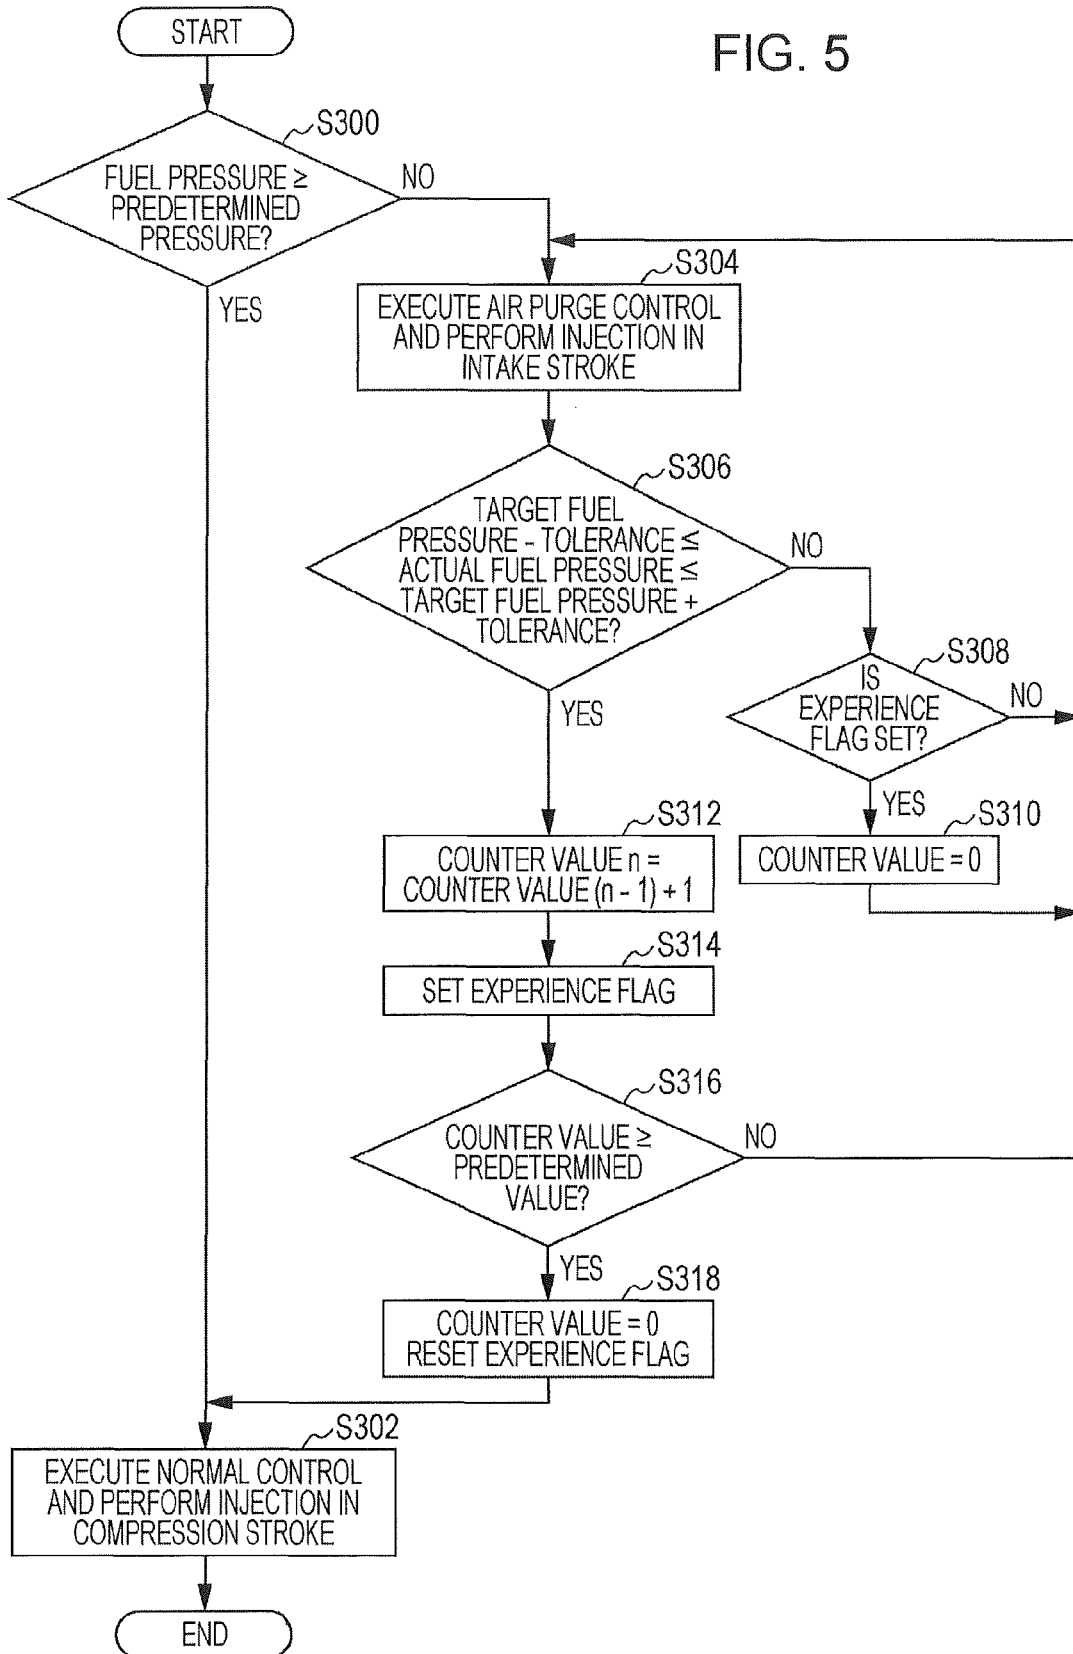 START
FIG. 5
S300
FUEL PRESSURE ≥
PREDETERMINED
PRESSURE?
NO
YES
S304
EXECUTE AIR PURGE CONTROL
AND PERFORM INJECTION IN
INTAKE STROKE
S306
TARGET FUEL
PRESSURE - TOLERANCE ≤
ACTUAL FUEL PRESSURE ≤
TARGET FUEL PRESSURE +
TOLERANCE?
NO
YES
S308
IS
EXPERIENCE
FLAG SET?
NO
YES
S310
COUNTER VALUE = 0
S312
COUNTER VALUE n =
COUNTER VALUE (n - 1) + 1
S314
SET EXPERIENCE FLAG
S316
COUNTER VALUE ≥
PREDETERMINED
VALUE?
NO
YES
S318
COUNTER VALUE = 0
RESET EXPERIENCE FLAG
S302
EXECUTE NORMAL CONTROL
AND PERFORM INJECTION IN
COMPRESSION STROKE
END